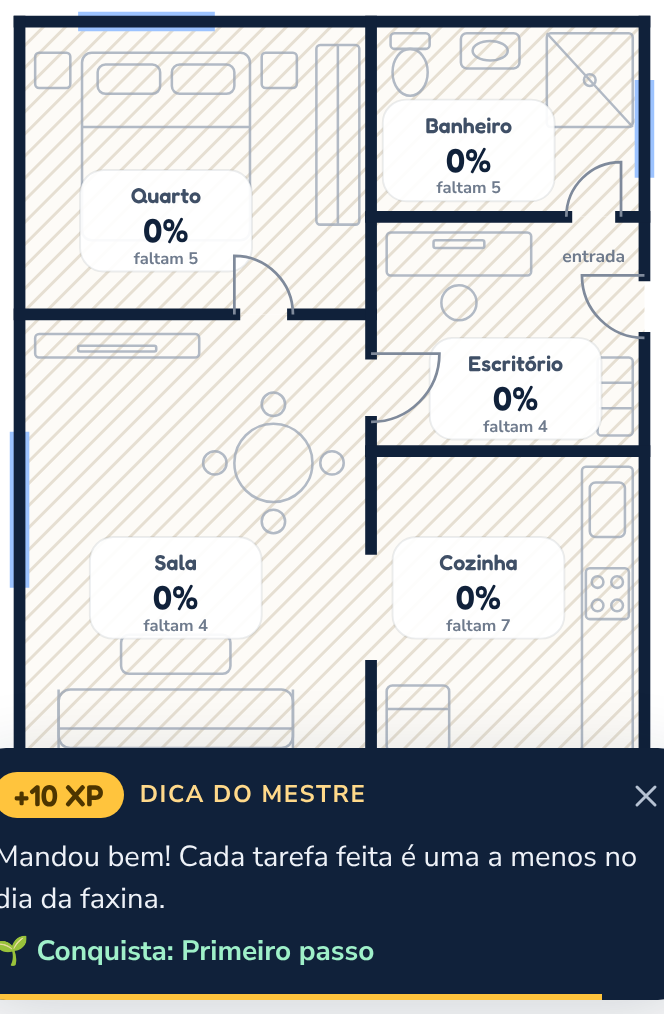 Banheiro
0%
faltam 5
Quarto
0%
faltam 5
entrada
Escritório
0%
faltam 4
Sala
0%
faltam 4
Cozinha
0%
faltam 7
+10 XP DICA DO MESTRE
Mandou bem! Cada tarefa feita é uma a menos no
dia da faxina.
Conquista: Primeiro passo